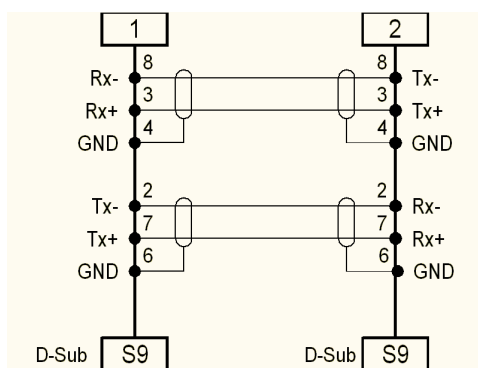 1 2
8 8
Rx- Tx-
3 3
Rx+ Tx+
4 4
GND GND
2 2
Tx- Rx-
7 7
Tx+ Rx+
6 6
GND GND
D-Sub S9 D-Sub S9